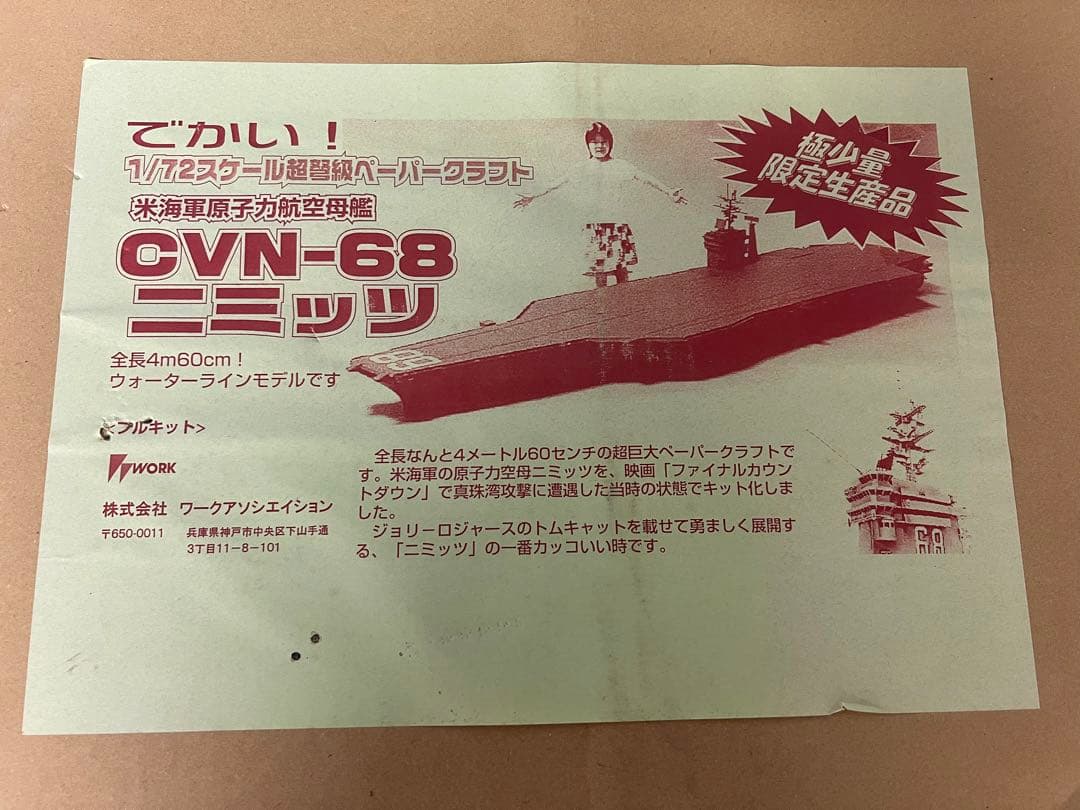 でかい！
1/72スケール超弩級ペーパークラフト
米海軍原子力航空母艦
CVN-68
ニミッツ
極少量
限定生産品
全長4m60cm！
ウォーターラインモデルです
<フルキット>
WORK
株式会社 ワークアソシエイション
〒650-0011 兵庫県神戸市中央区下山手通
3丁目11-8-101
全長なんと4メートル60センチの超巨大ペーパークラフトで
す。米海軍の原子力空母ニミッツを、映画「ファイナルカウン
トダウン」で真珠湾攻撃に遭遇した当時の状態でキット化しま
した。
ジョリーロジャースのトムキャットを載せて勇ましく展開す
る、「ニミッツ」の一番カッコいい時です。
68
68